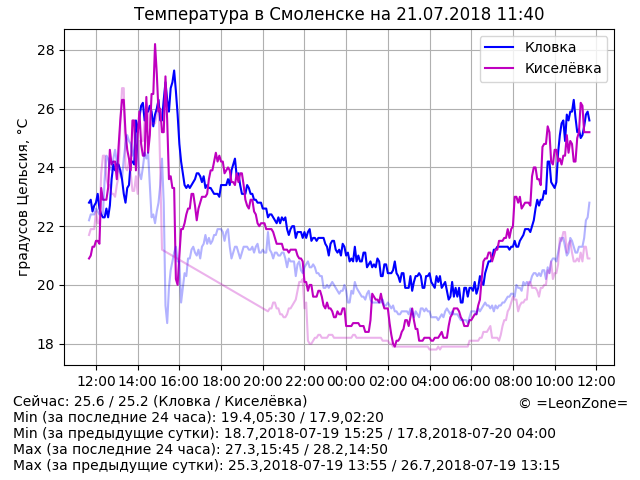 Температура в Смоленске на 21.07.2018 11:40
градусов Цельсия, °C
28
26
24
22
20
18
Кловка
Киселёвка
12:00 14:00 16:00 18:00 20:00 22:00 00:00 02:00 04:00 06:00 08:00 10:00 12:00
Сейчас: 25.6 / 25.2 (Кловка / Киселёвка)
© =LeonZone=
Min (за последние 24 часа): 19.4,05:30 / 17.9,02:20
Min (за предыдущие сутки): 18.7,2018-07-19 15:25 / 17.8,2018-07-20 04:00
Max (за последние 24 часа): 27.3,15:45 / 28.2,14:50
Max (за предыдущие сутки): 25.3,2018-07-19 13:55 / 26.7,2018-07-19 13:15